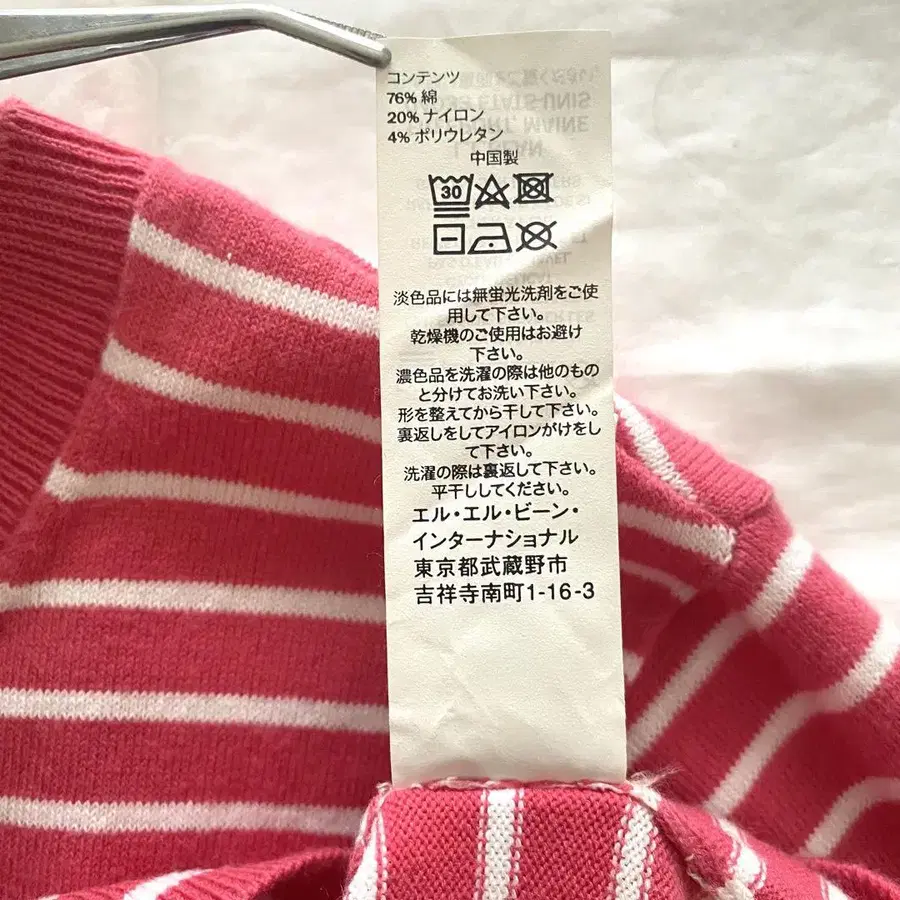 コンテンツ
76% 綿
20% ナイロン
4% ポリウレタン
中国製
30
淡色品には無蛍光洗剤をご使
用して下さい。
乾燥機のご使用はお避け
下さい。
濃色品を洗濯の際は他のもの
と分けてお洗い下さい。
形を整えてから干して下さい。
裏返しをしてアイロンがけをし
て下さい。
洗濯の際は裏返して下さい。
平干ししてください。
エル・エル・ビーン・
インターナショナル
東京都武蔵野市
吉祥寺南町1-16-3